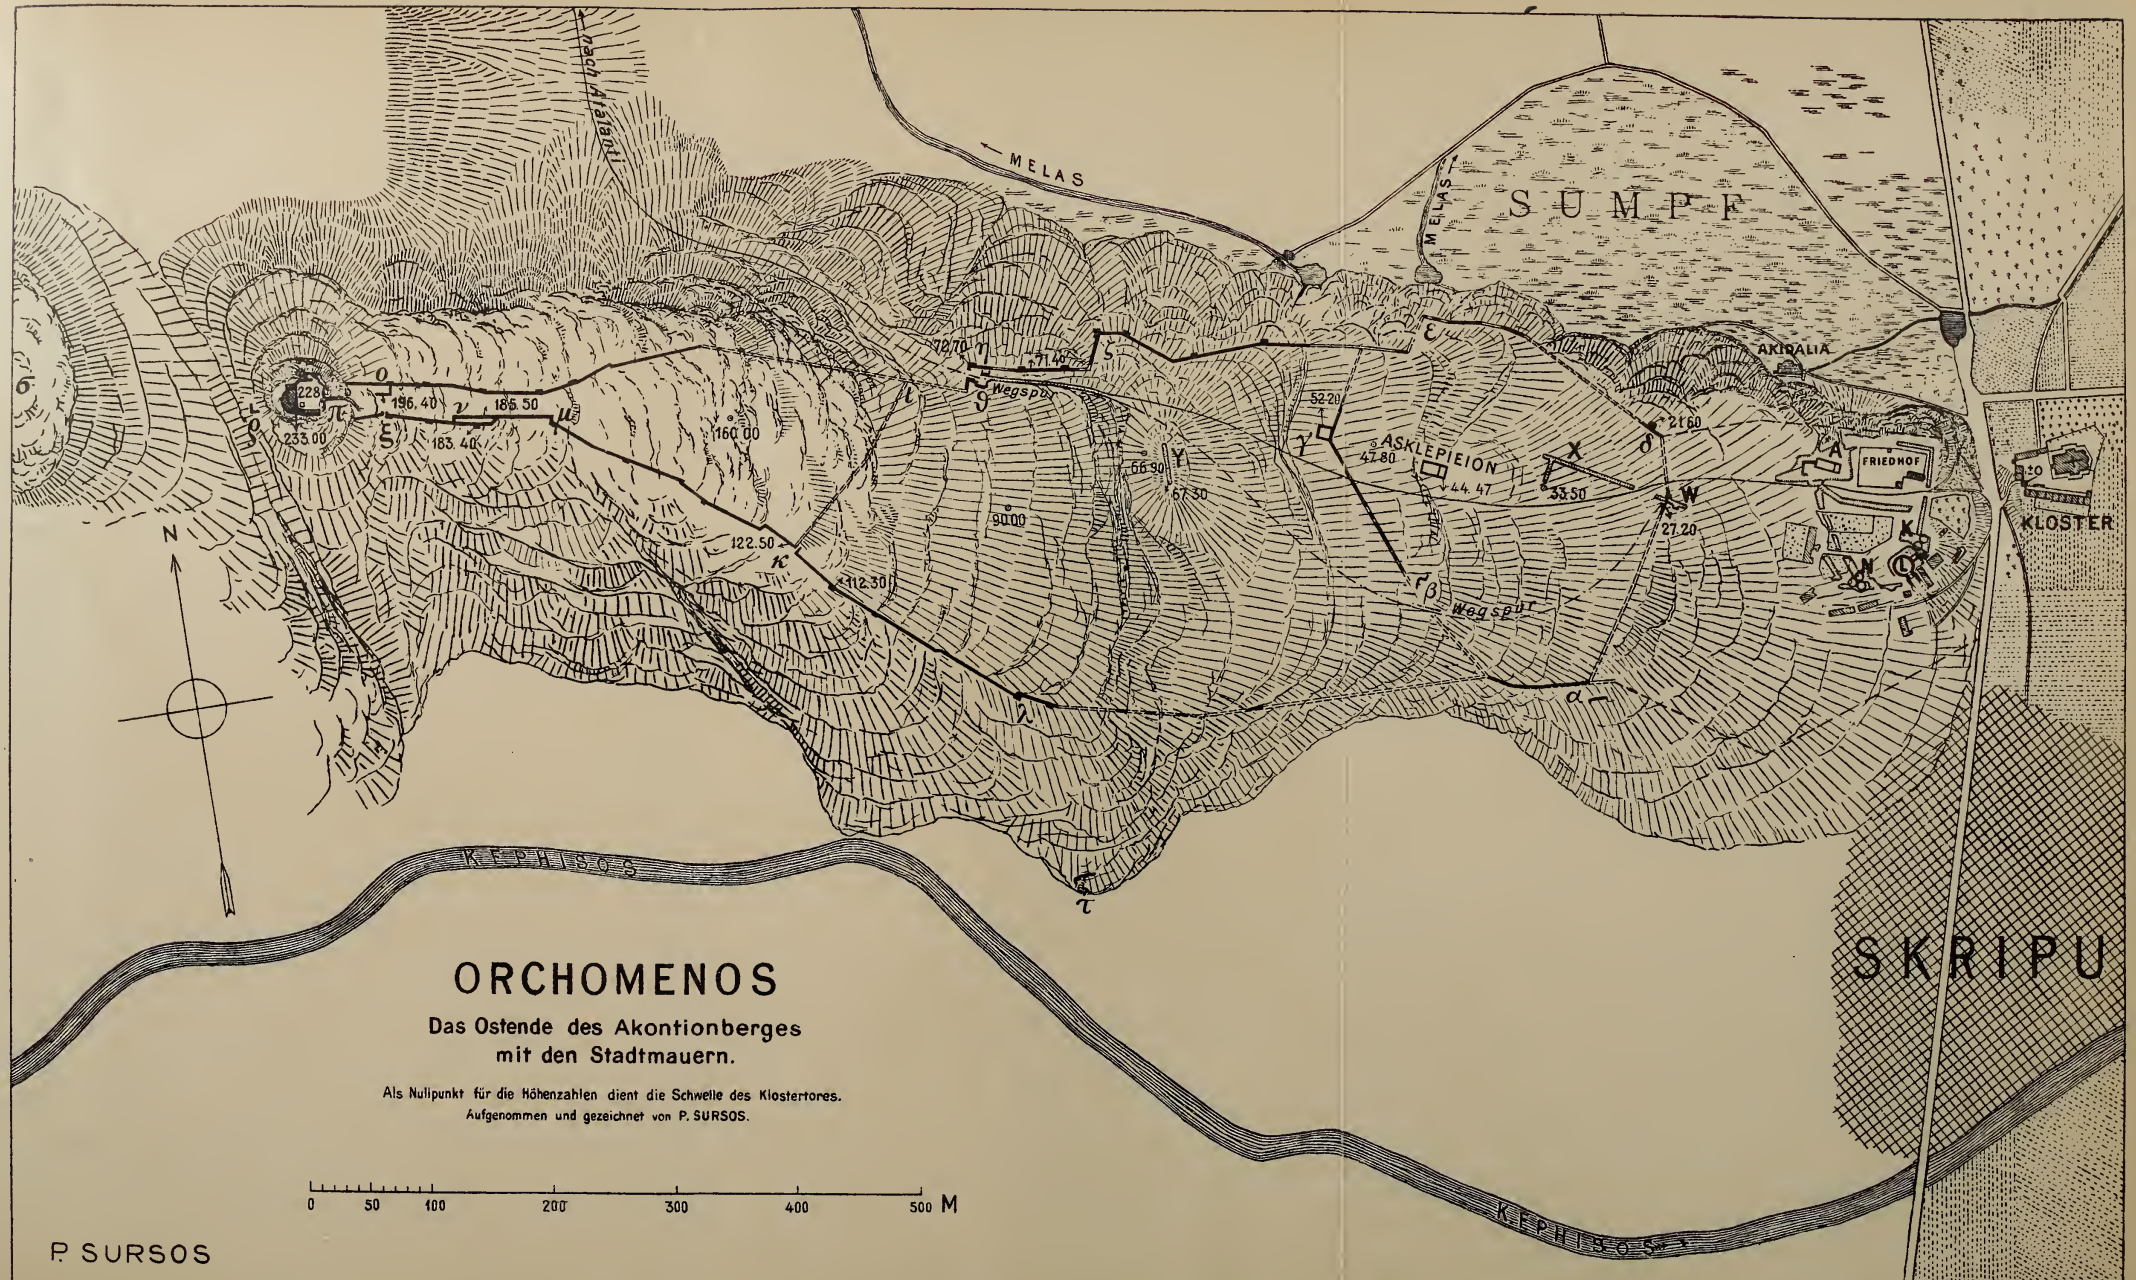 nach Atalanti
MELAS
MELAS
SUMPF
AKIDALIA
σ
ϱ
228
233.00
π
ο
ξ
196.40
ν
183.40
185.50
μ
160.00
122.50
κ
112.30
λ
ι
72.70
η
ϑ
Wegspur
71.40
ζ
90.00
66.90
Y
67.30
52.20
γ
ε
47.80
ASKLEPIEION
44.47
X
33.50
21.60
δ
W
27.20
β
Wegspur
α
τ
A
FRIEDHOF
K
L
N
±0
KLOSTER
N
KEPHISOS
SKRIPU
ORCHOMENOS
Das Ostende des Akontionberges
mit den Stadtmauern.
Als Nullpunkt für die Höhenzahlen dient die Schwelle des Klostertores.
Aufgenommen und gezeichnet von P. SURSOS.
0 50 100 200 300 400 500 M
KEPHISOS
P. SURSOS